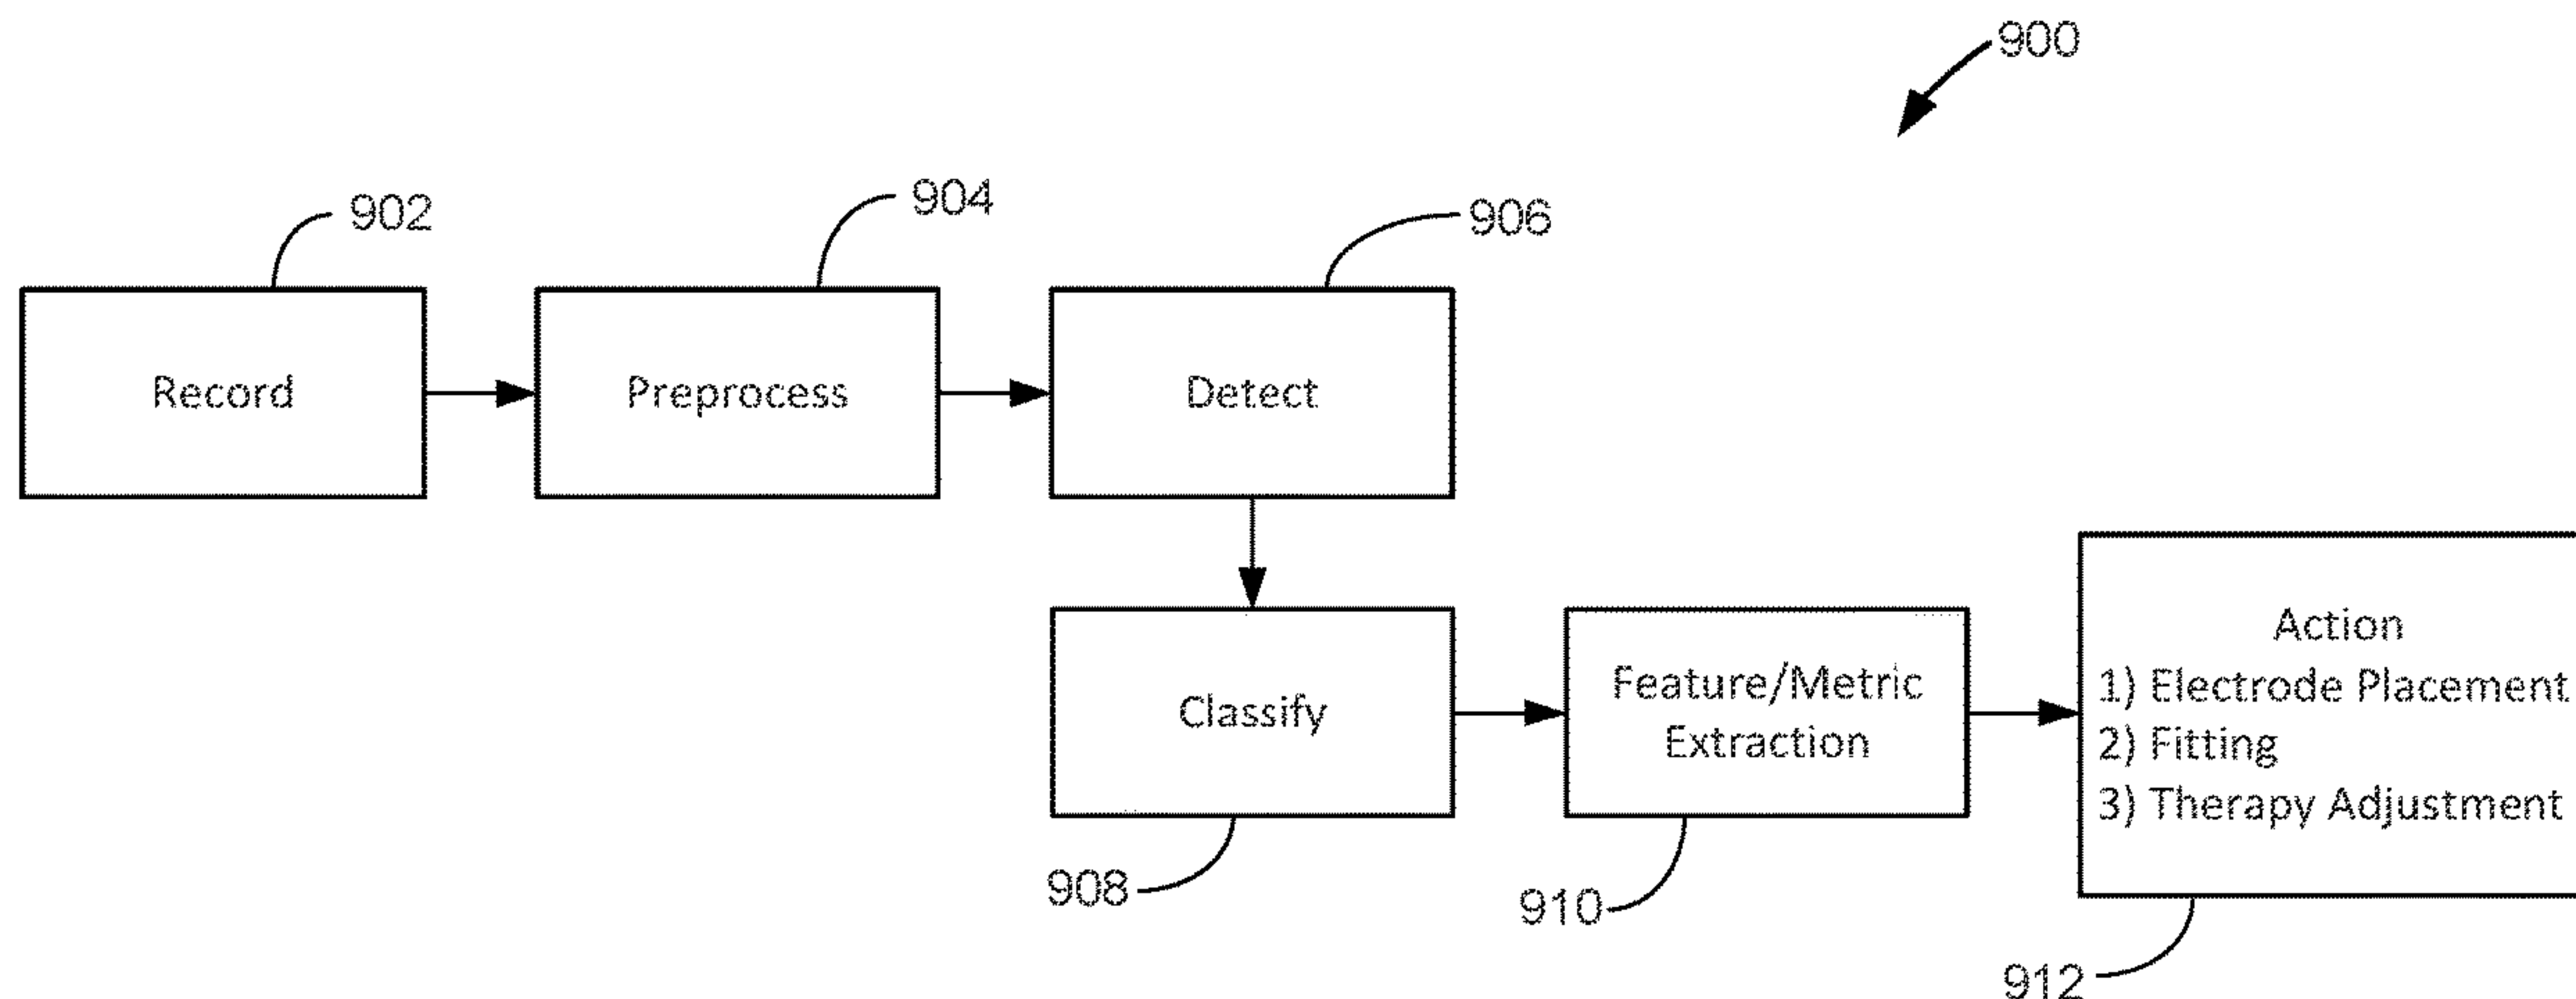 900
902
904
906
Record
Preprocess
Detect
Classify
Feature/Metric
Extraction
Action
1) Electrode Placement
2) Fitting
3) Therapy Adjustment
908
910
912